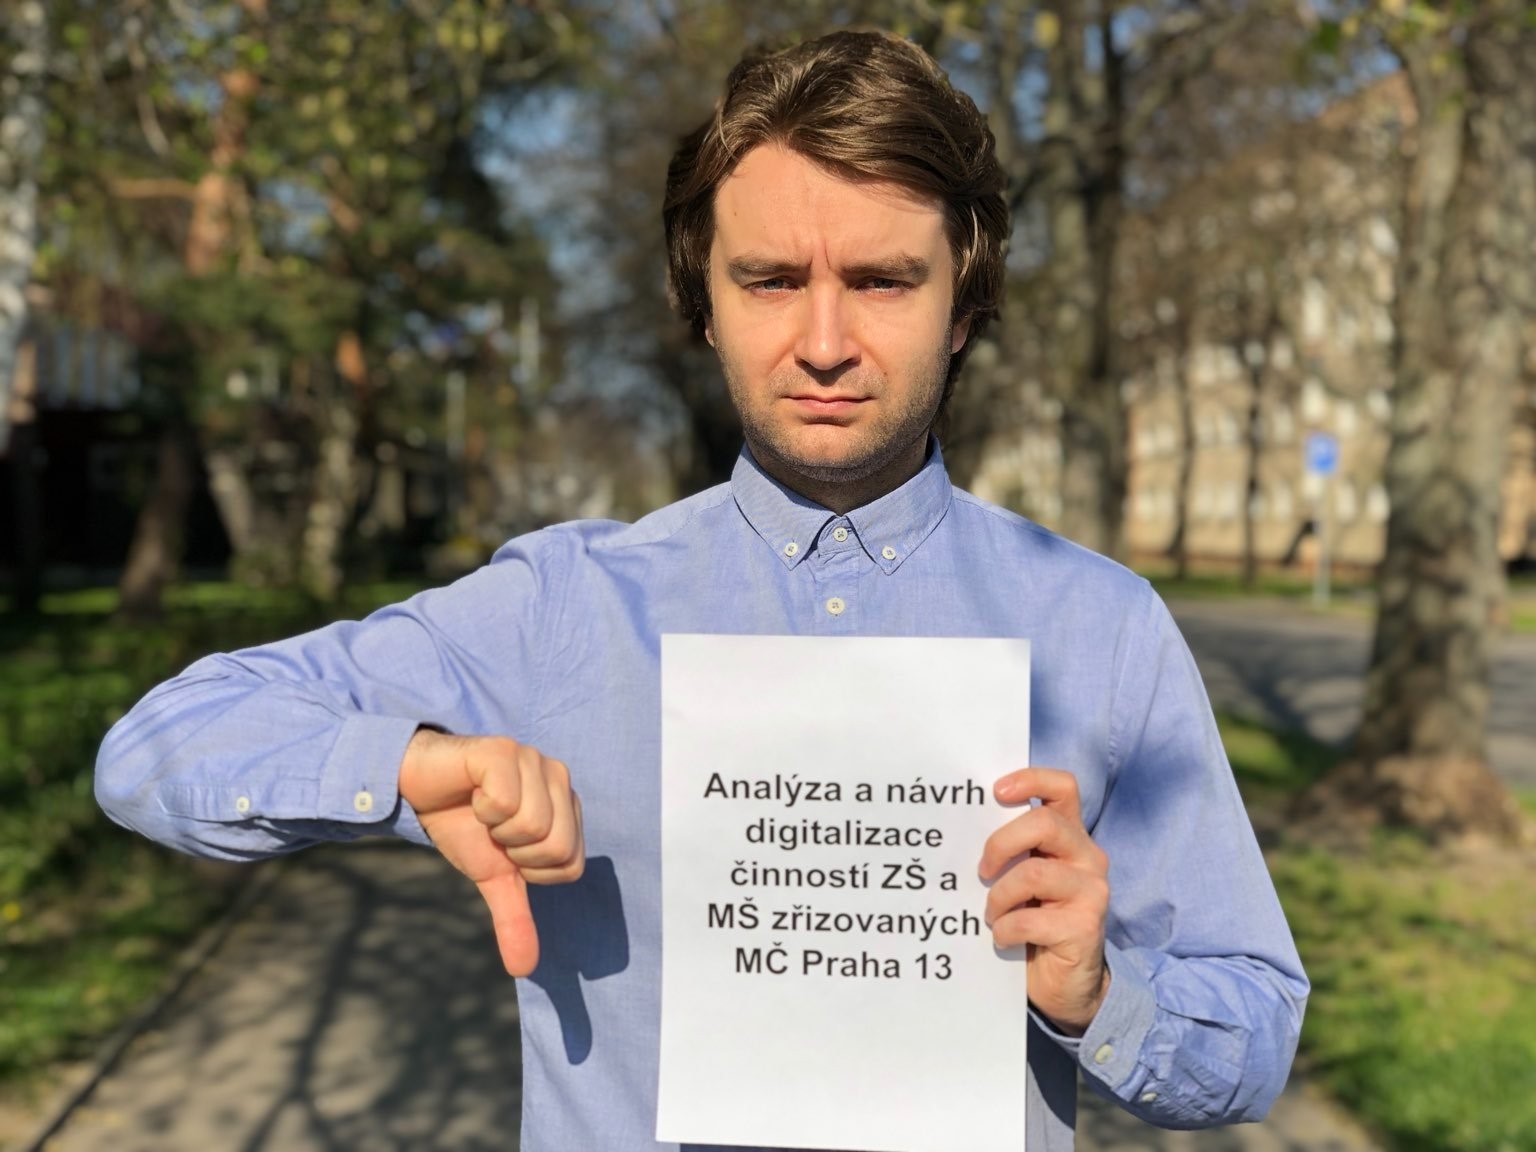 Analýza a návrh
digitalizace
činností ZŠ a
MŠ zřizovaných
MČ Praha 13